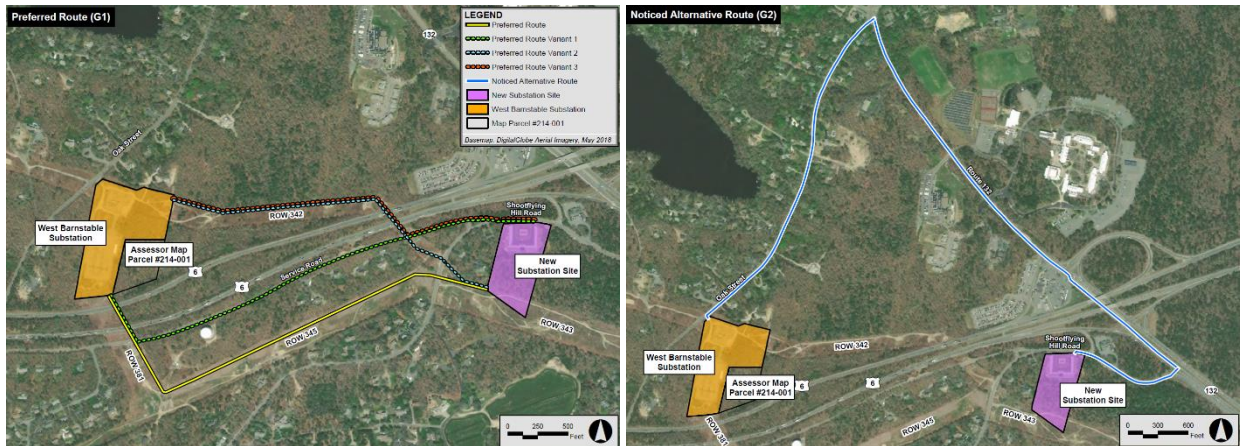 Preferred Route (G1)
LEGEND
Preferred Route
Preferred Route Variant 1
Preferred Route Variant 2
Preferred Route Variant 3
Noticed Alternative Route
New Substation Site
West Barnstable Substation
Map Parcel #214-001
Basemap: DigitalGlobe Aerial Imagery, May 2018
132
Oak Street
ROW 342
Shootflying
Hill Road
West Barnstable
Substation
Assessor Map
Parcel #214-001
New
Substation Site
6
Service Road
6
ROW 343
ROW 345
ROW 381
0 250 500
Feet
Noticed Alternative Route (G2)
Route 132
Oak Street
ROW 342
Shootflying
Hill Road
West Barnstable
Substation
Assessor Map
Parcel #214-001
6
6
New
Substation Site
132
ROW 343
ROW 345
ROW 381
0 300 600
Feet